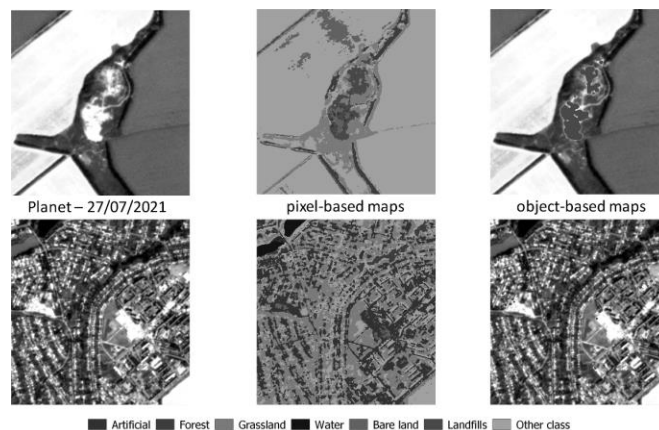 Planet – 27/07/2021
pixel-based maps
object-based maps
Artificial Forest Grassland Water Bare land Landfills Other class